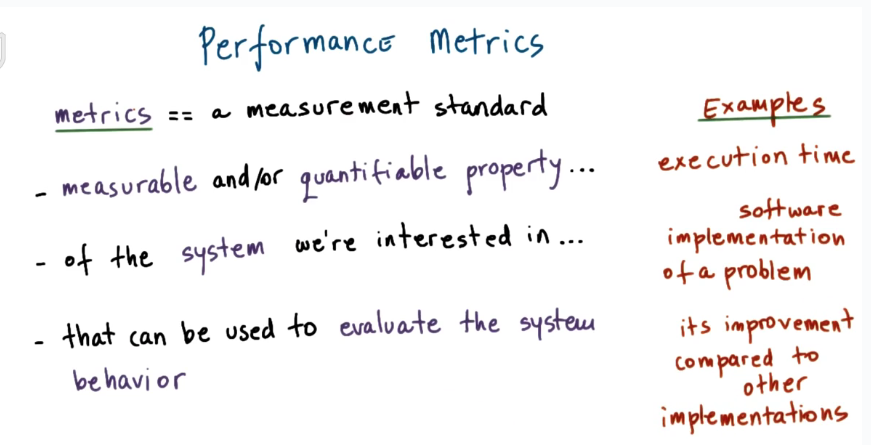 Performance Metrics
metrics == a measurement standard
- measurable and/or quantifiable property...
- of the system we're interested in...
- that can be used to evaluate the system
behavior
Examples
execution time
software
implementation
of a problem
its improvement
compared to
other
implementations